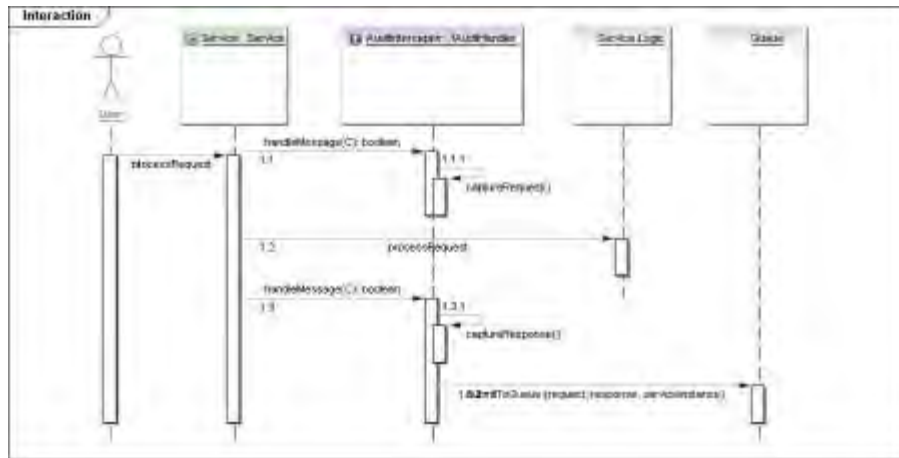 Interaction
Service : Service
: AuditHandler
Service Logic
Queue
User
handleMessage(C): boolean
processRequest
1.1
1.1.1
captureRequest()
1.2
processRequest
handleMessage(C): boolean
1.3
1.3.1
captureResponse()
ToQueue (request, response, serviceInstance)